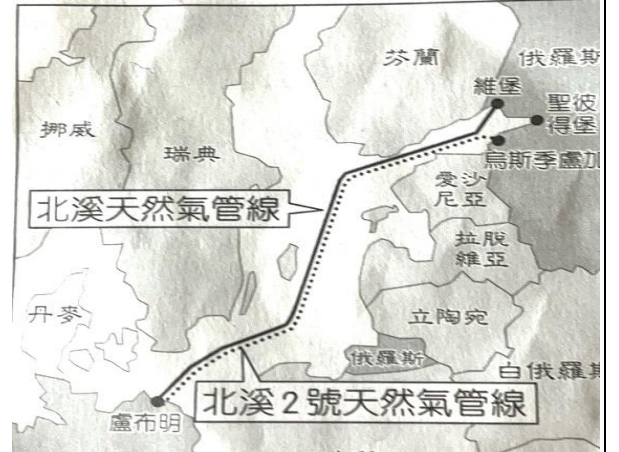 芬蘭
俄羅斯
維堡
聖彼
得堡
挪威
瑞典
烏斯季盧加
愛沙
尼亞
北溪天然氣管線
拉脫
維亞
丹麥
立陶宛
俄羅斯
白俄羅斯
北溪2號天然氣管線
盧布明